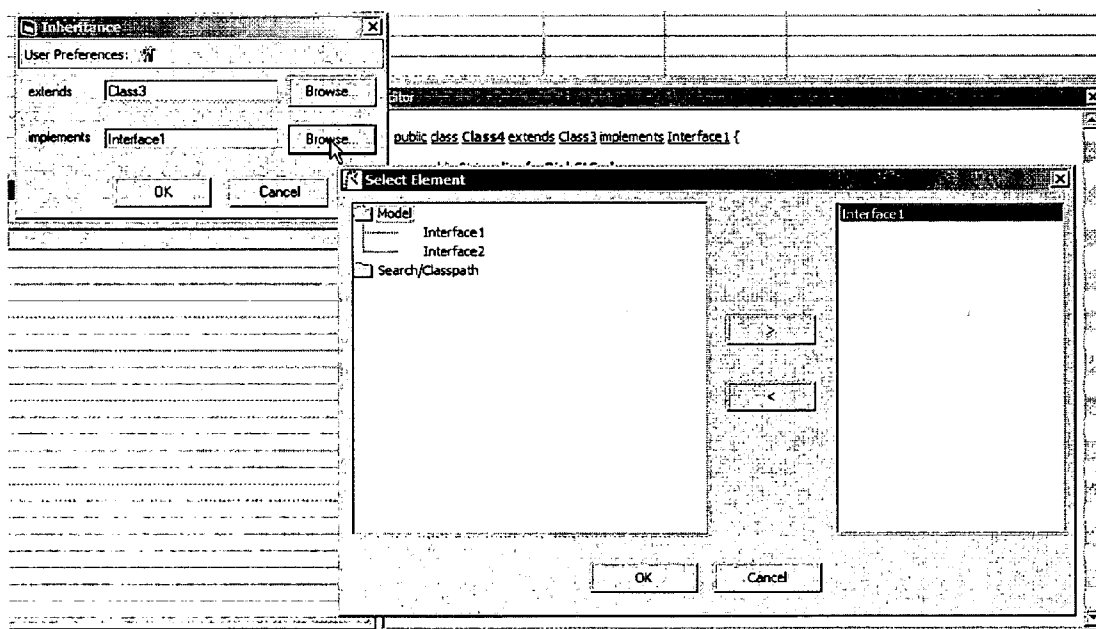 Inheritance
User Preferences:
extends Class3 Browse...
implements Interface1 Browse...
OK Cancel
public class Class4 extends Class3 implements Interface1 {
Select Element
Model
Interface1
Interface2
Search/Classpath
Interface1
>
<
OK Cancel